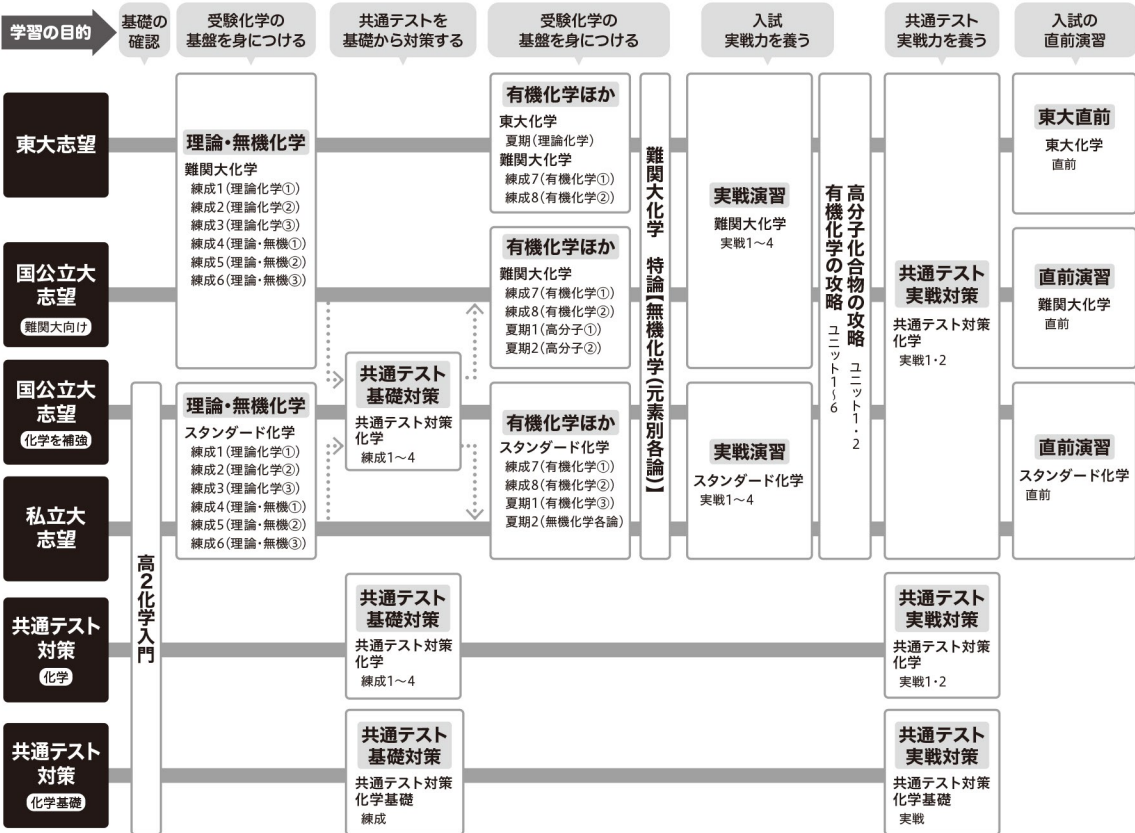 学習の目的
基礎の
確認
受験化学の
基盤を身につける
共通テストを
基礎から対策する
受験化学の
基盤を身につける
入試
実戦力を養う
共通テスト
実戦力を養う
入試の
直前演習
東大志望
国公立大
志望
難関大向け
国公立大
志望
化学を補強
私立大
志望
共通テスト
対策
化学
共通テスト
対策
化学基礎
高2化学入門
理論・無機化学
難関大化学
練成1(理論化学①)
練成2(理論化学②)
練成3(理論化学③)
練成4(理論・無機①)
練成5(理論・無機②)
練成6(理論・無機③)
理論・無機化学
スタンダード化学
練成1(理論化学①)
練成2(理論化学②)
練成3(理論化学③)
練成4(理論・無機①)
練成5(理論・無機②)
練成6(理論・無機③)
共通テスト
基礎対策
共通テスト対策
化学
練成1〜4
共通テスト
基礎対策
共通テスト対策
化学
練成1〜4
共通テスト
基礎対策
共通テスト対策
化学基礎
練成
有機化学ほか
東大化学
夏期(理論化学)
難関大化学
練成7(有機化学①)
練成8(有機化学②)
有機化学ほか
難関大化学
練成7(有機化学①)
練成8(有機化学②)
夏期1(高分子①)
夏期2(高分子②)
有機化学ほか
スタンダード化学
練成7(有機化学①)
練成8(有機化学②)
夏期1(有機化学③)
夏期2(無機化学各論)
難関大化学 特論【無機化学(元素別各論)】
実戦演習
難関大化学
実戦1〜4
実戦演習
スタンダード化学
実戦1〜4
高分子化合物の攻略 ユニット1・2
有機化学の攻略 ユニット1〜6
共通テスト
実戦対策
共通テスト対策
化学
実戦1・2
共通テスト
実戦対策
共通テスト対策
化学
実戦1・2
共通テスト
実戦対策
共通テスト対策
化学基礎
実戦
東大直前
東大化学
直前
直前演習
難関大化学
直前
直前演習
スタンダード化学
直前